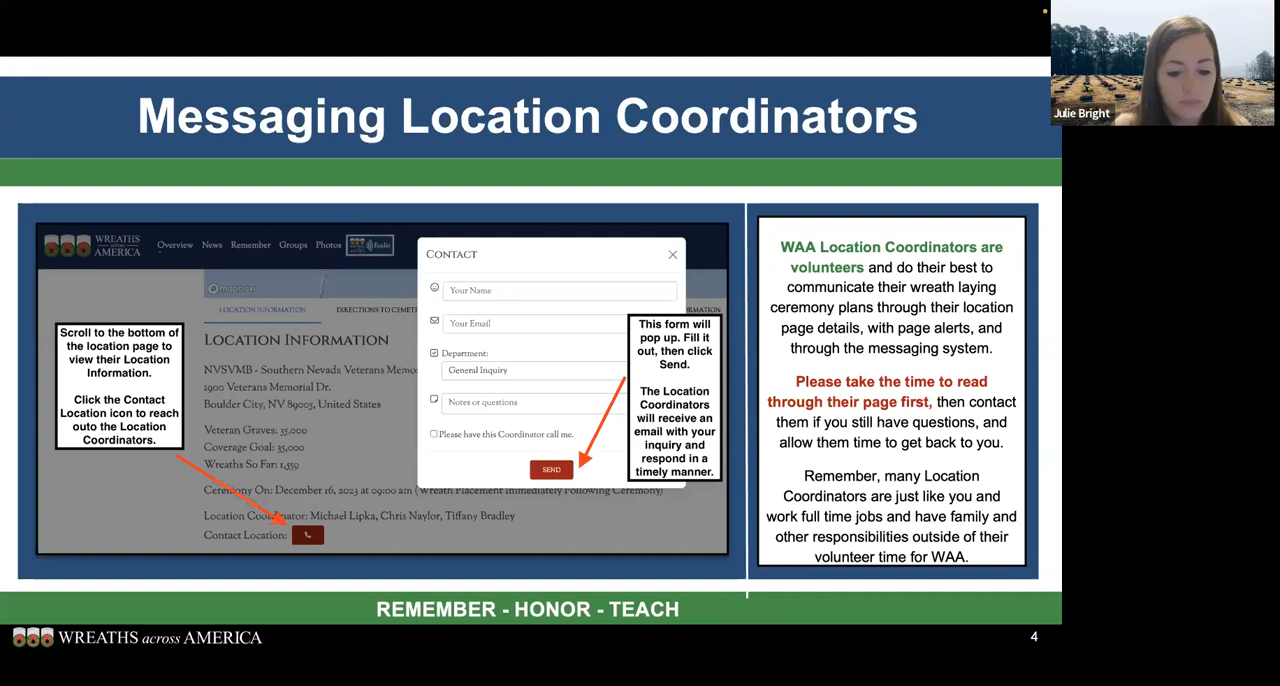 Julie Bright
Messaging Location Coordinators
WREATHS
across
AMERICA
Overview News Remember Groups Photos Radio
mapbox
LOCATION INFORMATION DIRECTIONS TO CEMET
RMATION
LOCATION INFORMATION
NVSVMB - Southern Nevada Veterans Memo
1900 Veterans Memorial Dr.
Boulder City, NV 89005, United States
Veteran Graves: 35,000
Coverage Goal: 35,000
Wreaths So Far: 1,559
Ceremony On: December 16, 2023 at 09:00 am (Wreath Placement Immediately Following Ceremony)
Location Coordinator: Michael Lipka, Chris Naylor, Tiffany Bradley
Contact Location:
Scroll to the bottom of
the location page to
view their Location
Information.
Click the Contact
Location icon to reach
outo the Location
Coordinators.
CONTACT
Your Name
Your Email
Department:
General Inquiry
Notes or questions
Please have this Coordinator call me.
SEND
This form will
pop up. Fill it
out, then click
Send.
The Location
Coordinators
will receive an
email with your
inquiry and
respond in a
timely manner.
WAA Location Coordinators are
volunteers and do their best to
communicate their wreath laying
ceremony plans through their location
page details, with page alerts, and
through the messaging system.
Please take the time to read
through their page first, then contact
them if you still have questions, and
allow them time to get back to you.
Remember, many Location
Coordinators are just like you and
work full time jobs and have family and
other responsibilities outside of their
volunteer time for WAA.
REMEMBER - HONOR - TEACH
WREATHS across AMERICA
4